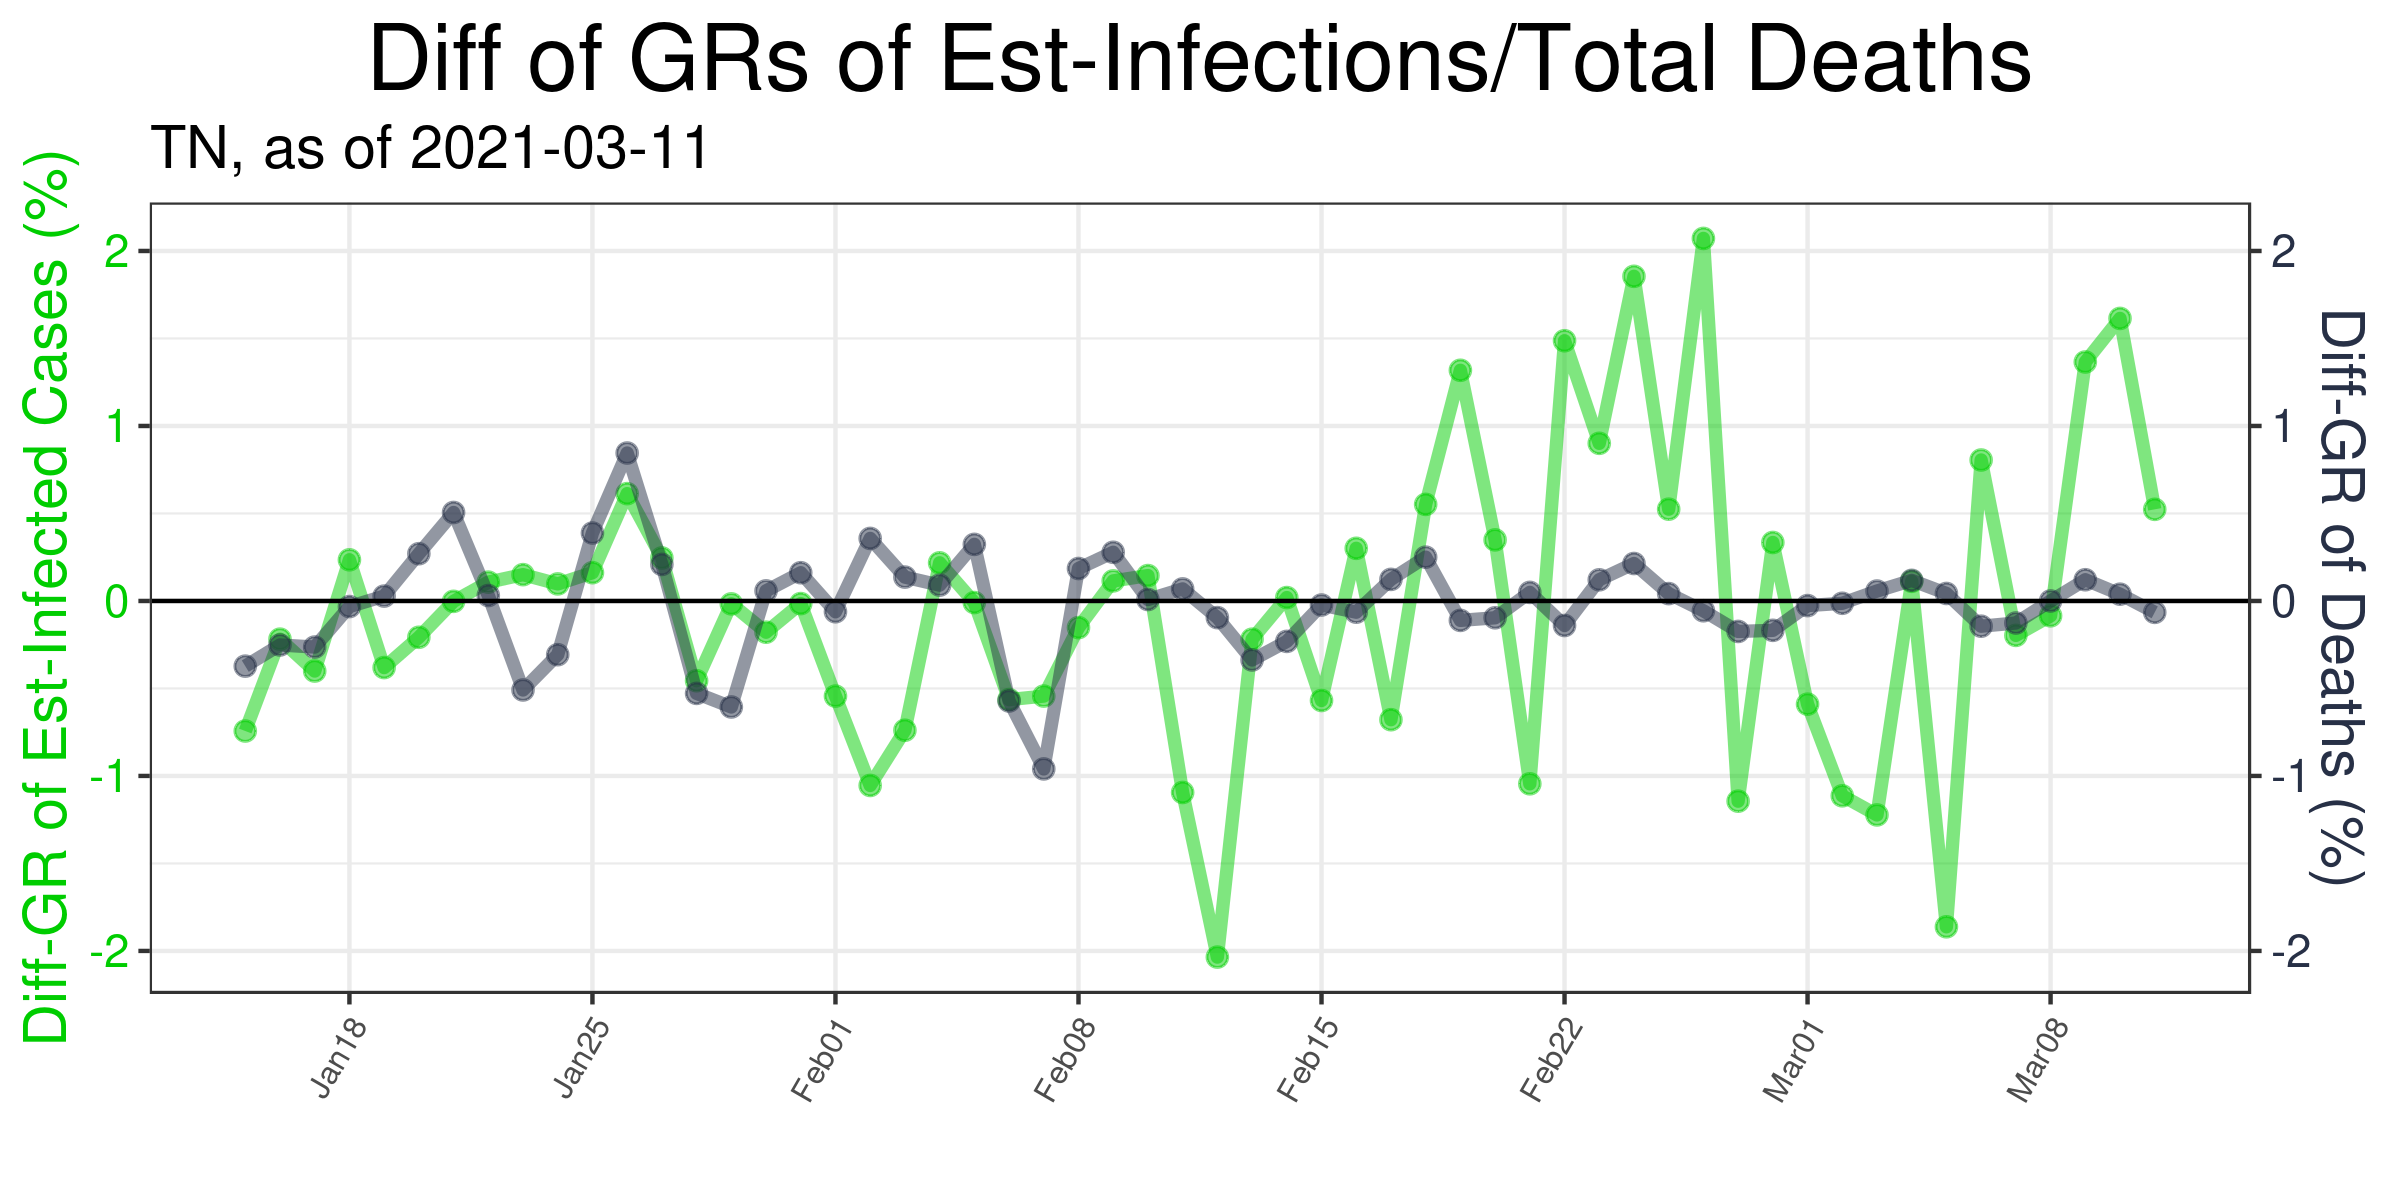 Diff of GRs of Est-Infections/Total Deaths
TN, as of 2021-03-11
Diff-GR of Est-Infected Cases (%)
2
1
0
-1
-2
2
1
0
-1
-2
Diff-GR of Deaths (%)
Jan18
Jan25
Feb01
Feb08
Feb15
Feb22
Mar01
Mar08